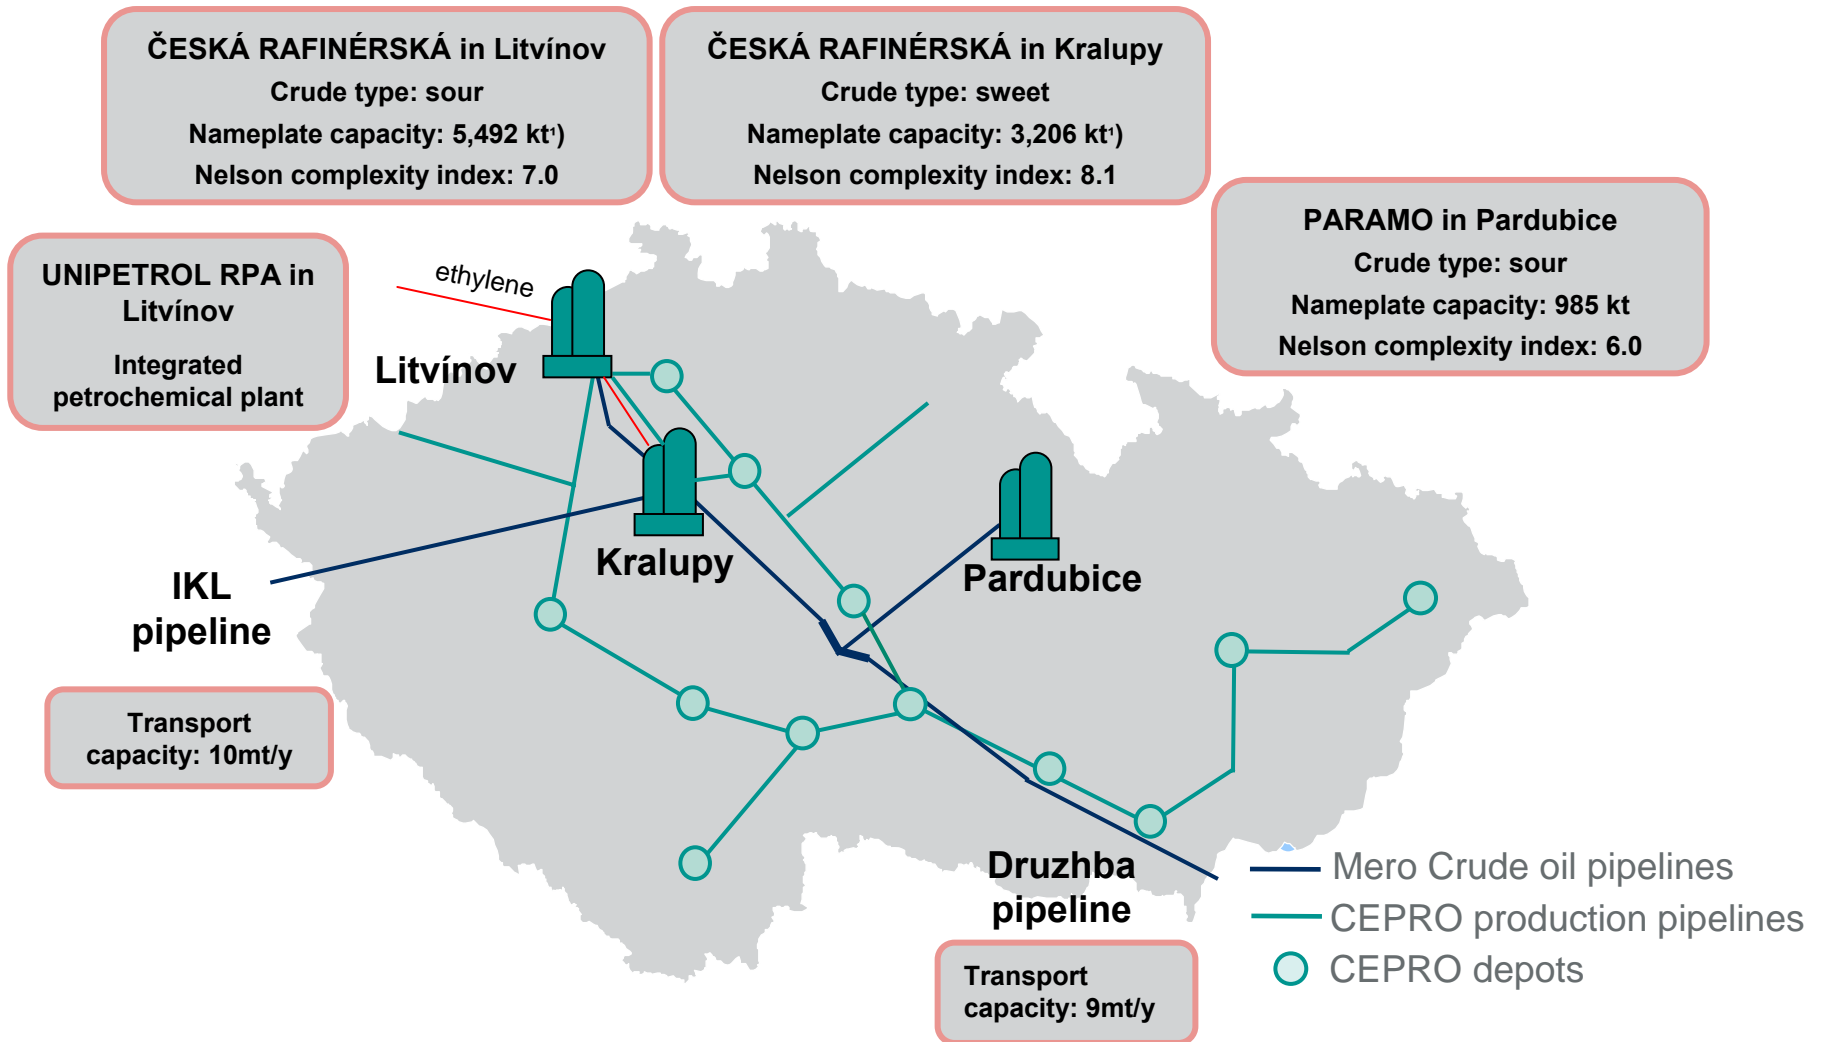 ČESKÁ RAFINÉRSKÁ in Litvínov
Crude type: sour
Nameplate capacity: 5,492 kt¹)
Nelson complexity index: 7.0
ČESKÁ RAFINÉRSKÁ in Kralupy
Crude type: sweet
Nameplate capacity: 3,206 kt¹)
Nelson complexity index: 8.1
PARAMO in Pardubice
Crude type: sour
Nameplate capacity: 985 kt
Nelson complexity index: 6.0
UNIPETROL RPA in
Litvínov
Integrated
petrochemical plant
ethylene
Litvínov
Kralupy
Pardubice
IKL
pipeline
Transport
capacity: 10mt/y
Druzhba
pipeline
Transport
capacity: 9mt/y
Mero Crude oil pipelines
CEPRO production pipelines
CEPRO depots